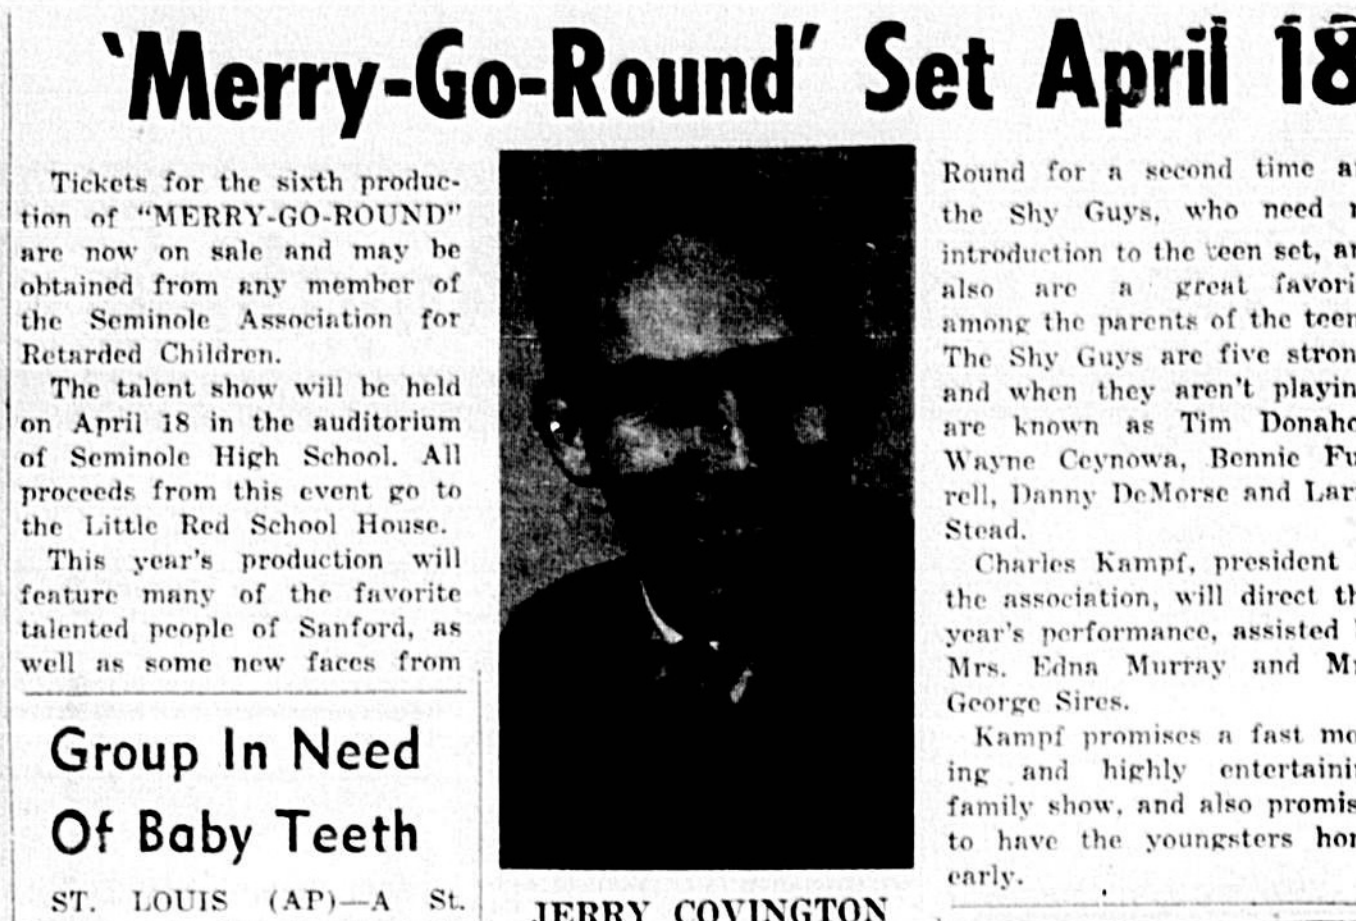 'Merry-Go-Round' Set April 18
Tickets for the sixth produc-
tion of "MERRY-GO-ROUND"
are now on sale and may be
obtained from any member of
the Seminole Association for
Retarded Children.
The talent show will be held
on April 18 in the auditorium
of Seminole High School. All
proceeds from this event go to
the Little Red School House.
This year's production will
feature many of the favorite
talented people of Sanford, as
well as some new faces from
Group In Need
Of Baby Teeth
ST. LOUIS (AP)—A St.
JERRY COVINGTON
Round for a second time
the Shy Guys, who need
introduction to the teen set,
also are a great
among the parents of the
The Shy Guys are five
and when they aren't
are known as Tim
Wayne Ceynowa, Bennie
rell, Danny DeMorse and
Stead.
Charles Kampf, president
the association, will direct
year's performance, assisted
Mrs. Edna Murray and
George Sires.
Kampf promises a fast
ing and highly
family show, and also
to have the youngsters
early.